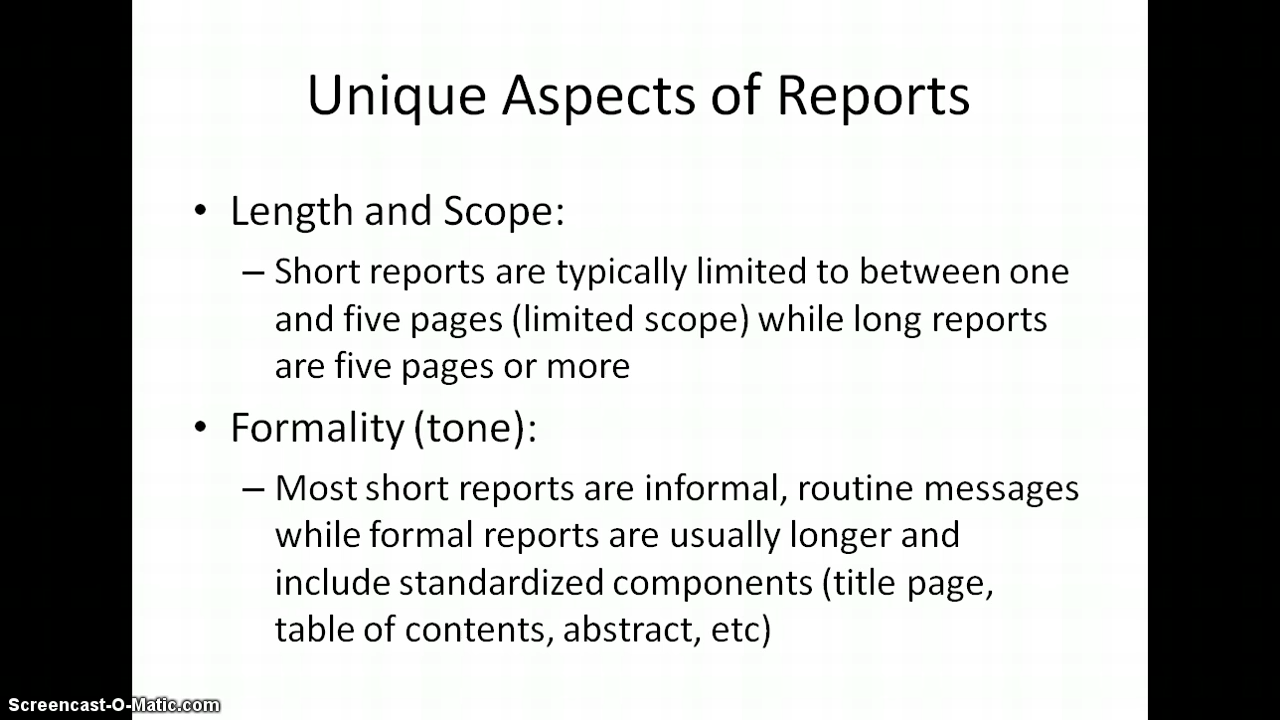 Unique Aspects of Reports
• Length and Scope:
– Short reports are typically limited to between one
and five pages (limited scope) while long reports
are five pages or more
• Formality (tone):
– Most short reports are informal, routine messages
while formal reports are usually longer and
include standardized components (title page,
table of contents, abstract, etc)
Screencast-O-Matic.com